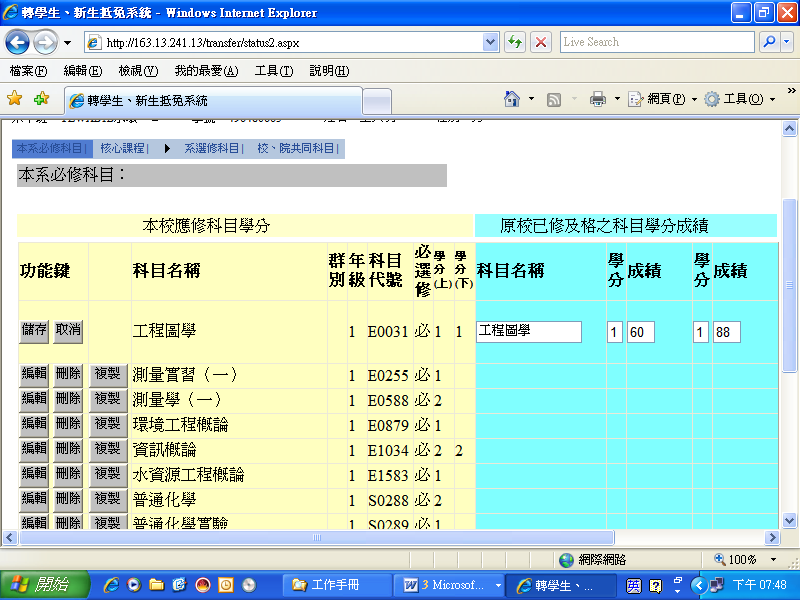 轉學生、新生抵免系統 - Windows Internet Explorer
http://163.13.241.13/transfer/status2.aspx
Live Search
檔案(F) 編輯(E) 檢視(V) 我的最愛(A) 工具(T) 說明(H)
轉學生、新生抵免系統
網頁(P) 工具(O) »
本系必修科目| 核心課程| 系選修科目| 校、院共同科目|
本系必修科目：
本校應修科目學分 原校已修及格之科目學分成績
功能鍵 科目名稱 群別 年級 科目代號 必選修 學分(上) 學分(下) 科目名稱 學分 成績 學分 成績
儲存 取消 工程圖學 1 E0031 必 1 1 工程圖學 1 60 1 88
編輯 刪除 複製 測量實習（一） 1 E0255 必 1
編輯 刪除 複製 測量學（一） 1 E0588 必 2
編輯 刪除 複製 環境工程概論 1 E0879 必 1
編輯 刪除 複製 資訊概論 1 E1034 必 2 2
編輯 刪除 複製 水資源工程概論 1 E1583 必 1
編輯 刪除 複製 普通化學 1 S0288 必 2
編輯 刪除 複製 普通化學實驗 1 S0289 必 1
網際網路 100%
開始 工作手冊 3 Microsof... 轉學生、... 英 下午 07:48